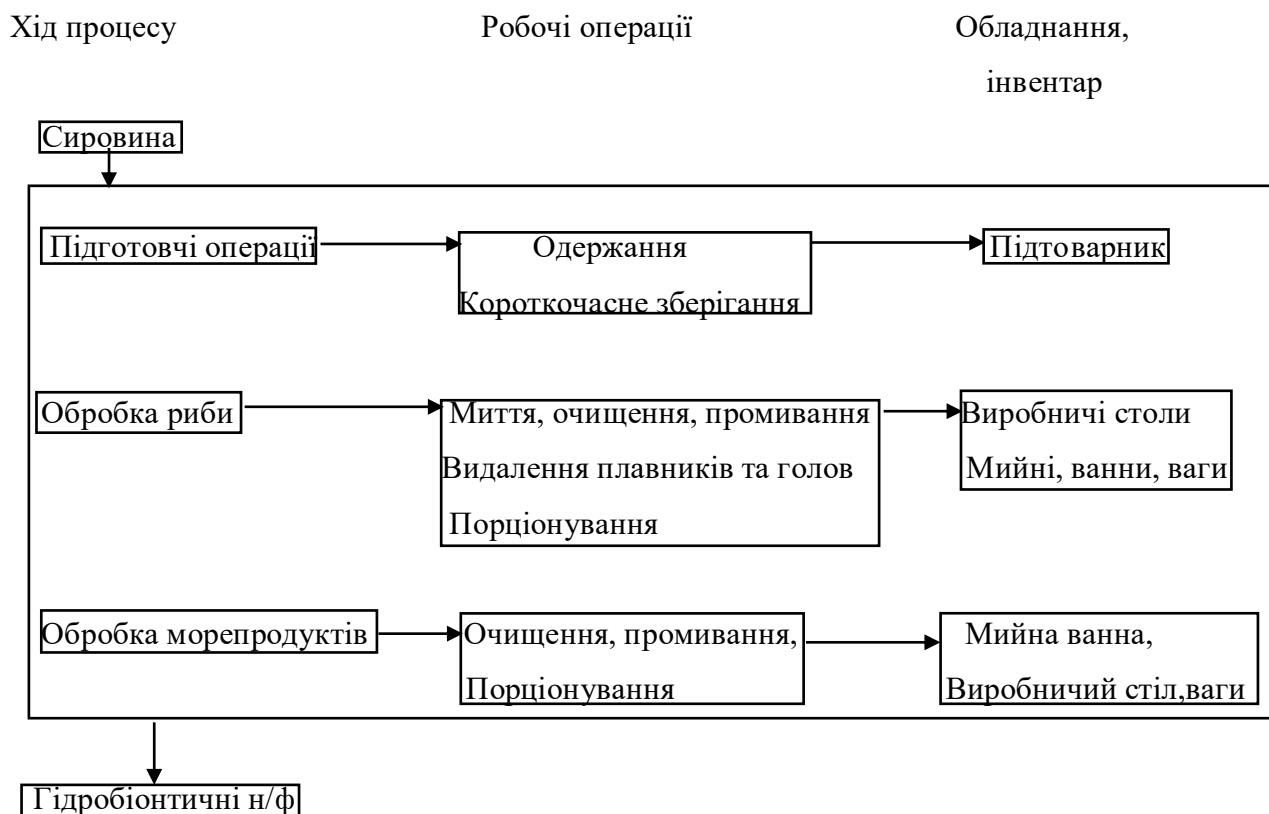 Хід процесу Робочі операції Обладнання,
інвентар
Сировина
Підготовчі операції Одержання Підтоварник
Короткочасне зберігання
Обробка риби Миття, очищення, промивання Виробничі столи
Видалення плавників та голов Мийні, ванни, ваги
Порціонування
Обробка морепродуктів Очищення, промивання, Мийна ванна,
Порціонування Виробничий стіл,ваги
Гідробіонтичні н/ф